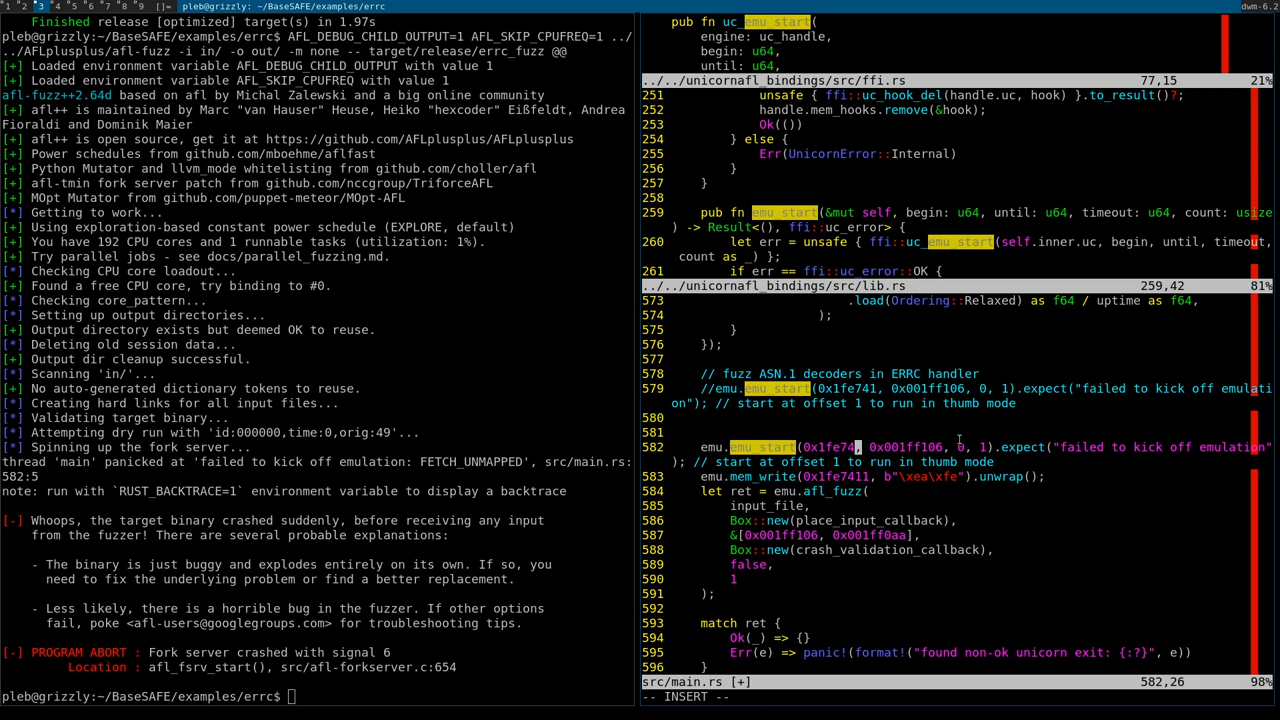 1 2 3 4 5 6 7 8 9 []= pleb@grizzly: ~/BaseSAFE/examples/errc dwm-6.2
Finished release [optimized] target(s) in 1.97s
pleb@grizzly:~/BaseSAFE/examples/errc$ AFL_DEBUG_CHILD_OUTPUT=1 AFL_SKIP_CPUFREQ=1 ../
../AFLplusplus/afl-fuzz -i in/ -o out/ -m none -- target/release/errc_fuzz @@
[+] Loaded environment variable AFL_DEBUG_CHILD_OUTPUT with value 1
[+] Loaded environment variable AFL_SKIP_CPUFREQ with value 1
afl-fuzz++2.64d based on afl by Michal Zalewski and a big online community
[+] afl++ is maintained by Marc "van Hauser" Heuse, Heiko "hexcoder" Eißfeldt, Andrea
Fioraldi and Dominik Maier
[+] afl++ is open source, get it at https://github.com/AFLplusplus/AFLplusplus
[+] Power schedules from github.com/mboehme/aflfast
[+] Python Mutator and llvm_mode whitelisting from github.com/choller/afl
[+] afl-tmin fork server patch from github.com/nccgroup/TriforceAFL
[+] MOpt Mutator from github.com/puppet-meteor/MOpt-AFL
[*] Getting to work...
[+] Using exploration-based constant power schedule (EXPLORE, default)
[+] You have 192 CPU cores and 1 runnable tasks (utilization: 1%).
[+] Try parallel jobs - see docs/parallel_fuzzing.md.
[*] Checking CPU core loadout...
[+] Found a free CPU core, try binding to #0.
[*] Checking core_pattern...
[*] Setting up output directories...
[+] Output directory exists but deemed OK to reuse.
[*] Deleting old session data...
[+] Output dir cleanup successful.
[*] Scanning 'in/'...
[+] No auto-generated dictionary tokens to reuse.
[*] Creating hard links for all input files...
[*] Validating target binary...
[*] Attempting dry run with 'id:000000,time:0,orig:49'...
[*] Spinning up the fork server...
thread 'main' panicked at 'failed to kick off emulation: FETCH_UNMAPPED', src/main.rs:
582:5
note: run with `RUST_BACKTRACE=1` environment variable to display a backtrace
[-] Whoops, the target binary crashed suddenly, before receiving any input
from the fuzzer! There are several probable explanations:
- The binary is just buggy and explodes entirely on its own. If so, you
need to fix the underlying problem or find a better replacement.
- Less likely, there is a horrible bug in the fuzzer. If other options
fail, poke <afl-users@googlegroups.com> for troubleshooting tips.
[-] PROGRAM ABORT : Fork server crashed with signal 6
Location : afl_fsrv_start(), src/afl-forkserver.c:654
pleb@grizzly:~/BaseSAFE/examples/errc$
pub fn uc_emu_start(
engine: uc_handle,
begin: u64,
until: u64,
../../unicornafl_bindings/src/ffi.rs 77,15 21%
251 unsafe { ffi::uc_hook_del(handle.uc, hook) }.to_result()?;
252 handle.mem_hooks.remove(&hook);
253 Ok(())
254 } else {
255 Err(UnicornError::Internal)
256 }
257 }
258
259 pub fn emu_start(&mut self, begin: u64, until: u64, timeout: u64, count: usize
) -> Result<(), ffi::uc_error> {
260 let err = unsafe { ffi::uc_emu_start(self.inner.uc, begin, until, timeout,
count as _) };
261 if err == ffi::uc_error::OK {
../../unicornafl_bindings/src/lib.rs 259,42 81%
573 .load(Ordering::Relaxed) as f64 / uptime as f64,
574 );
575 }
576 });
577
578 // fuzz ASN.1 decoders in ERRC handler
579 //emu.emu_start(0x1fe741, 0x001ff106, 0, 1).expect("failed to kick off emulati
on"); // start at offset 1 to run in thumb mode
580
581
582 emu.emu_start(0x1fe74, 0x001ff106, 0, 1).expect("failed to kick off emulation"
); // start at offset 1 to run in thumb mode
583 emu.mem_write(0x1fe7411, b"\xea\xfe").unwrap();
584 let ret = emu.afl_fuzz(
585 input_file,
586 Box::new(place_input_callback),
587 &[0x001ff106, 0x001ff0aa],
588 Box::new(crash_validation_callback),
589 false,
590 1
591 );
592
593 match ret {
594 Ok(_) => {}
595 Err(e) => panic!(format!("found non-ok unicorn exit: {:?}", e))
596 }
src/main.rs [+] 582,26 98%
-- INSERT --